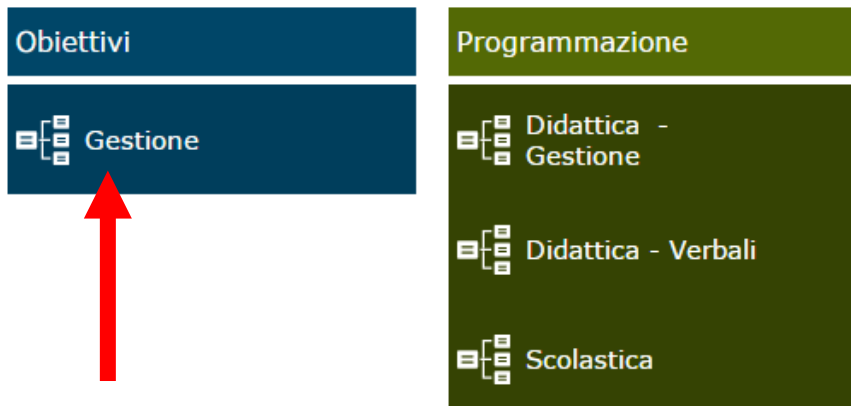 Obiettivi
Gestione
Programmazione
Didattica -
Gestione
Didattica - Verbali
Scolastica